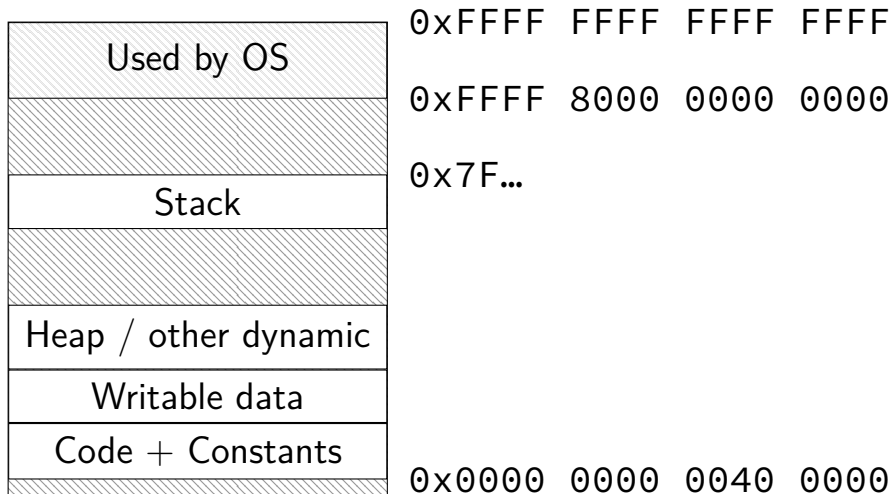 0xFFFF FFFF FFFF FFFF
Used by OS
0xFFFF 8000 0000 0000
0x7F…
Stack
Heap / other dynamic
Writable data
Code + Constants
0x0000 0000 0040 0000